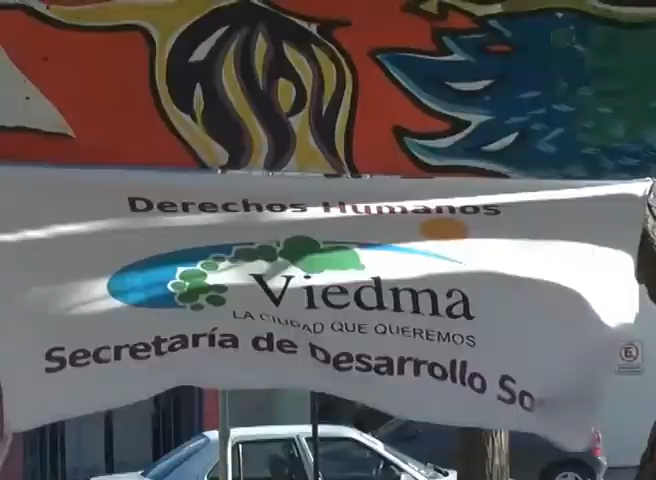 Derechos Humanos
Viedma
LA CIUDAD QUE QUEREMOS
Secretaría de Desarrollo So
E